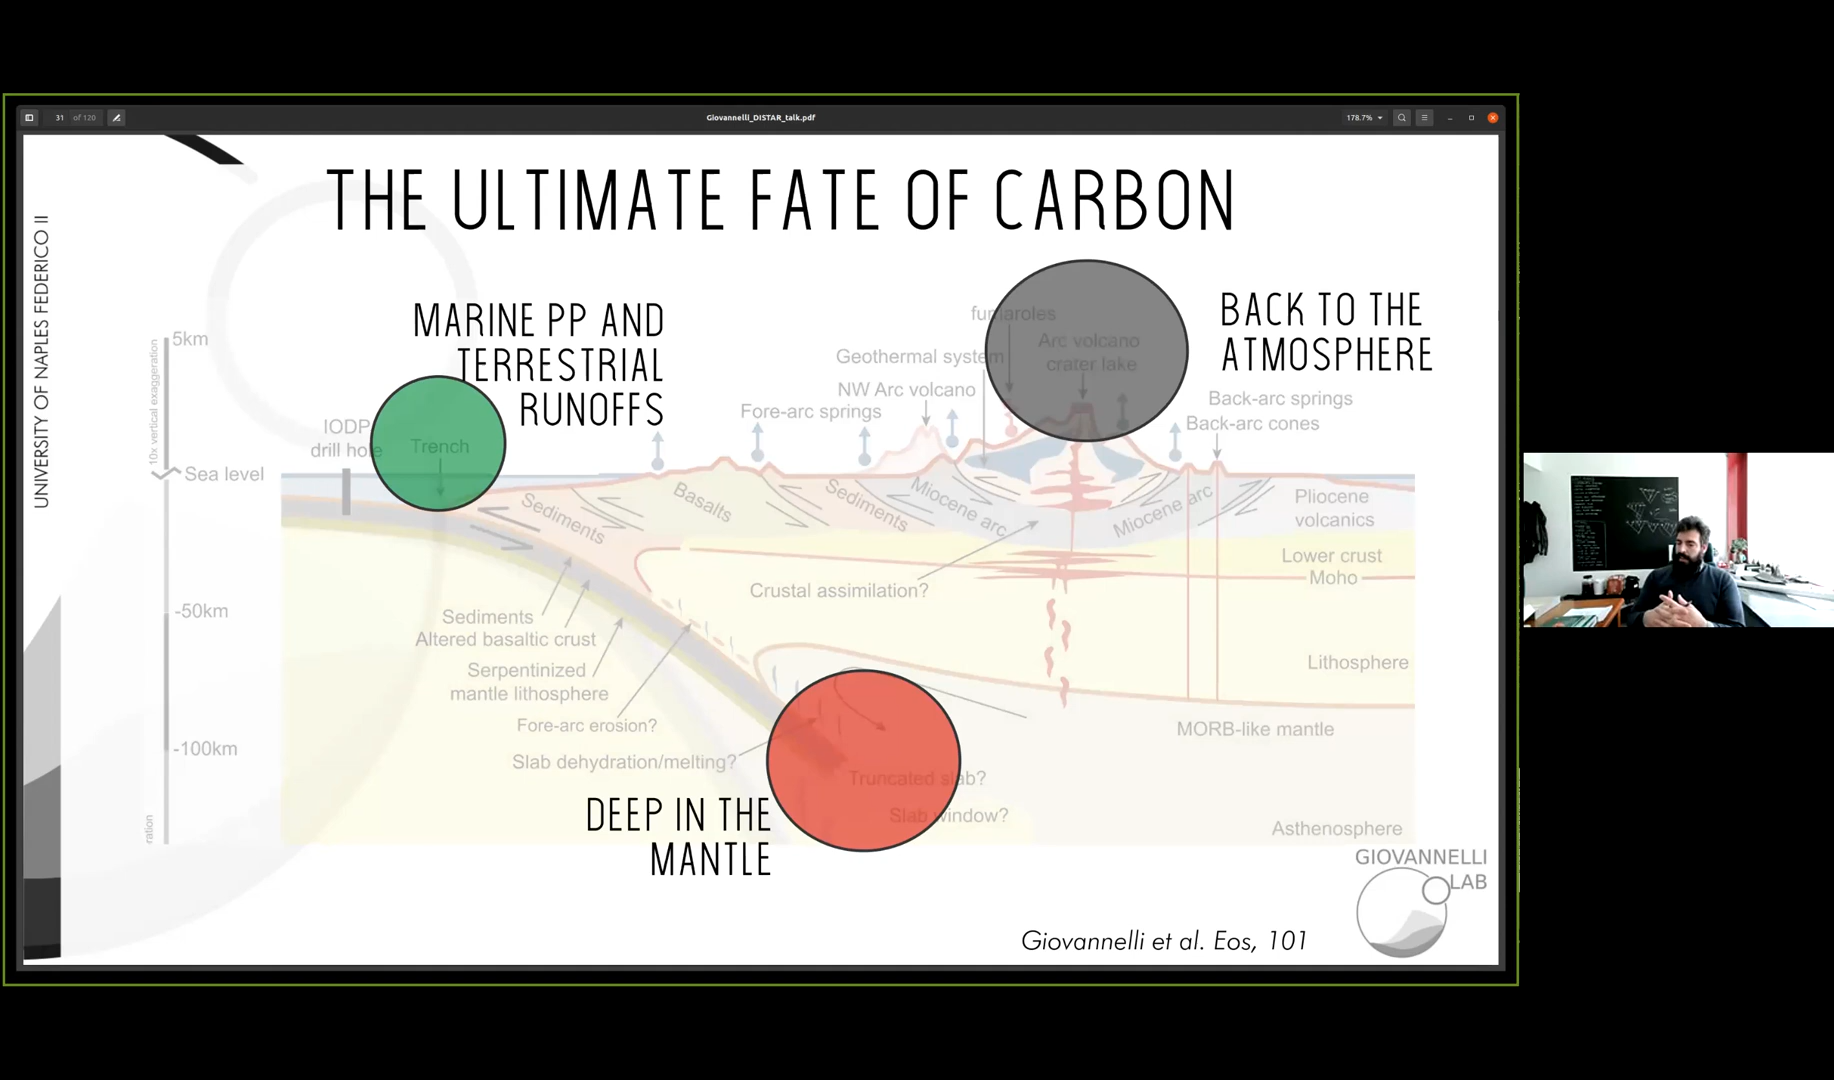 31 of 120
Giovannelli_DISTAR_talk.pdf
178.7%
THE ULTIMATE FATE OF CARBON
UNIVERSITY OF NAPLES FEDERICO II
MARINE PP AND
TERRESTRIAL
RUNOFFS
BACK TO THE
ATMOSPHERE
fumaroles
Arc volcano
crater lake
Geothermal system
NW Arc volcano
Fore-arc springs
Back-arc springs
Back-arc cones
5km
10x vertical exaggeration
IODP
drill hole
Trench
Sea level
Sediments
Basalts
Sediments
Miocene arc
Miocene arc
Pliocene
volcanics
Lower crust
Moho
Crustal assimilation?
-50km
Sediments
Altered basaltic crust
Serpentinized
mantle lithosphere
Fore-arc erosion?
Lithosphere
MORB-like mantle
-100km
Slab dehydration/melting?
Truncated slab?
Slab window?
Asthenosphere
DEEP IN THE
MANTLE
GIOVANNELLI
LAB
Giovannelli et al. Eos, 101